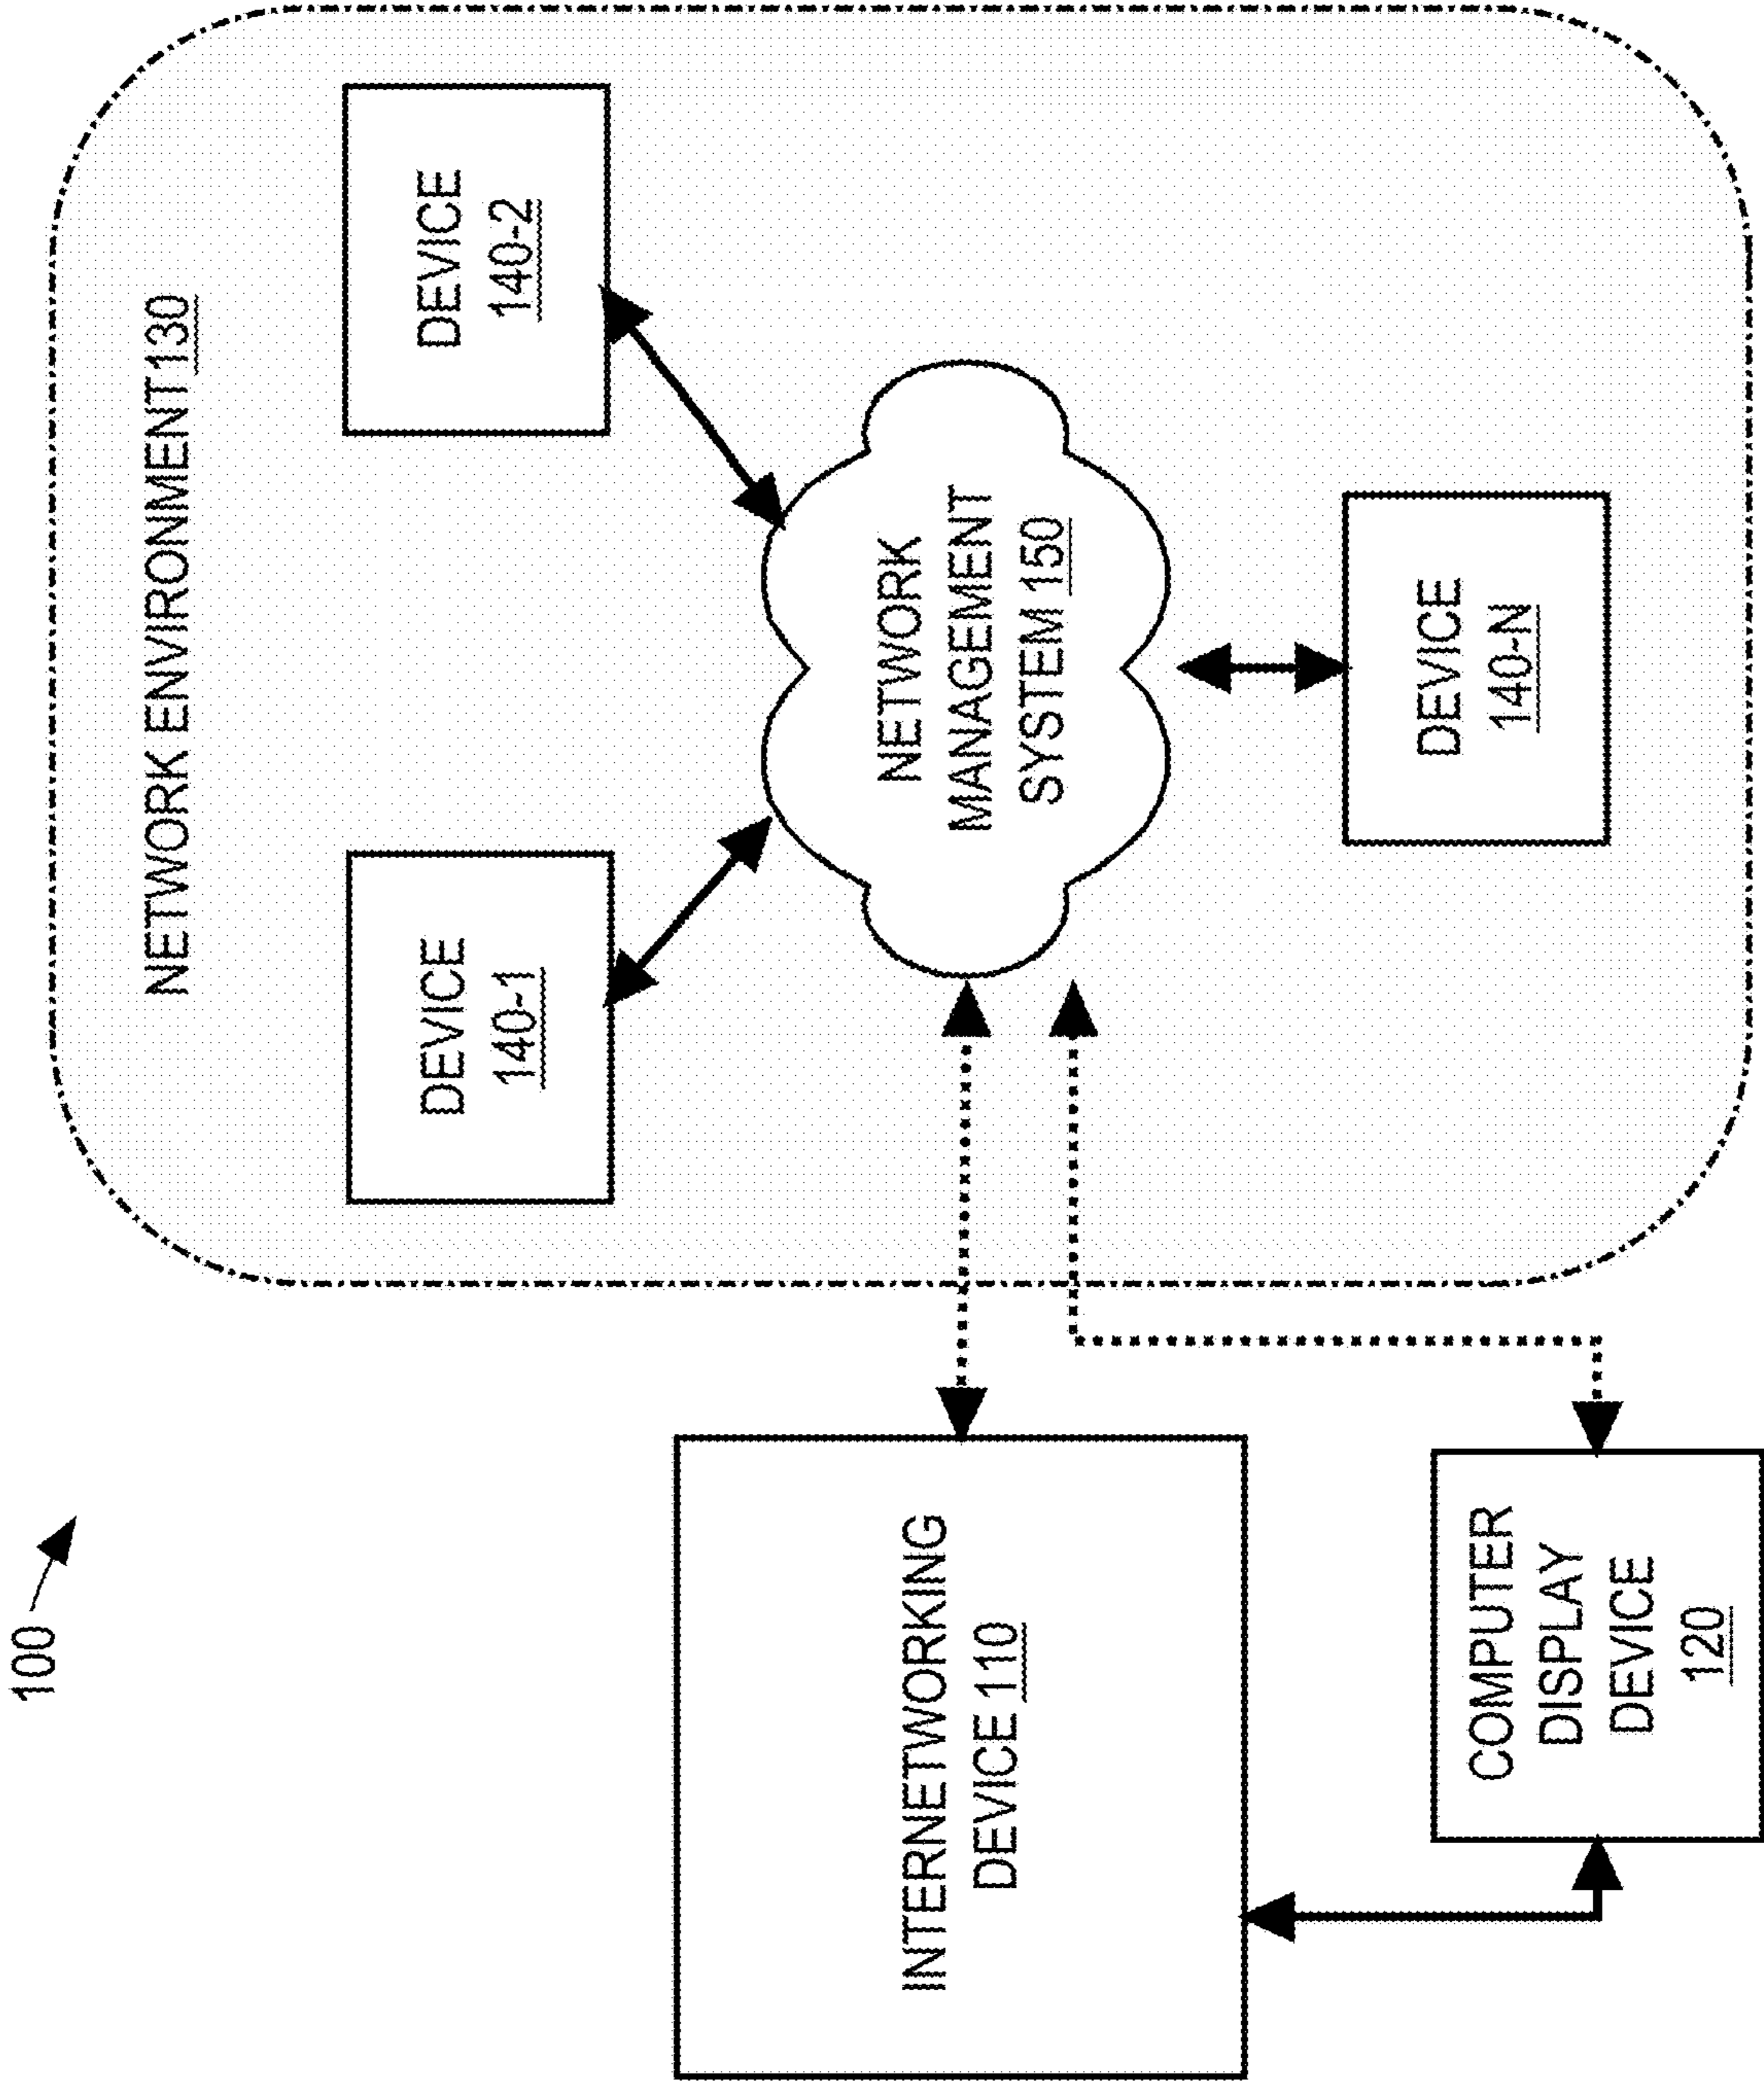 100
NETWORK ENVIRONMENT 130
DEVICE
140-1
DEVICE
140-2
INTERNETWORKING
DEVICE 110
NETWORK
MANAGEMENT
SYSTEM 150
COMPUTER
DISPLAY
DEVICE
120
DEVICE
140-N